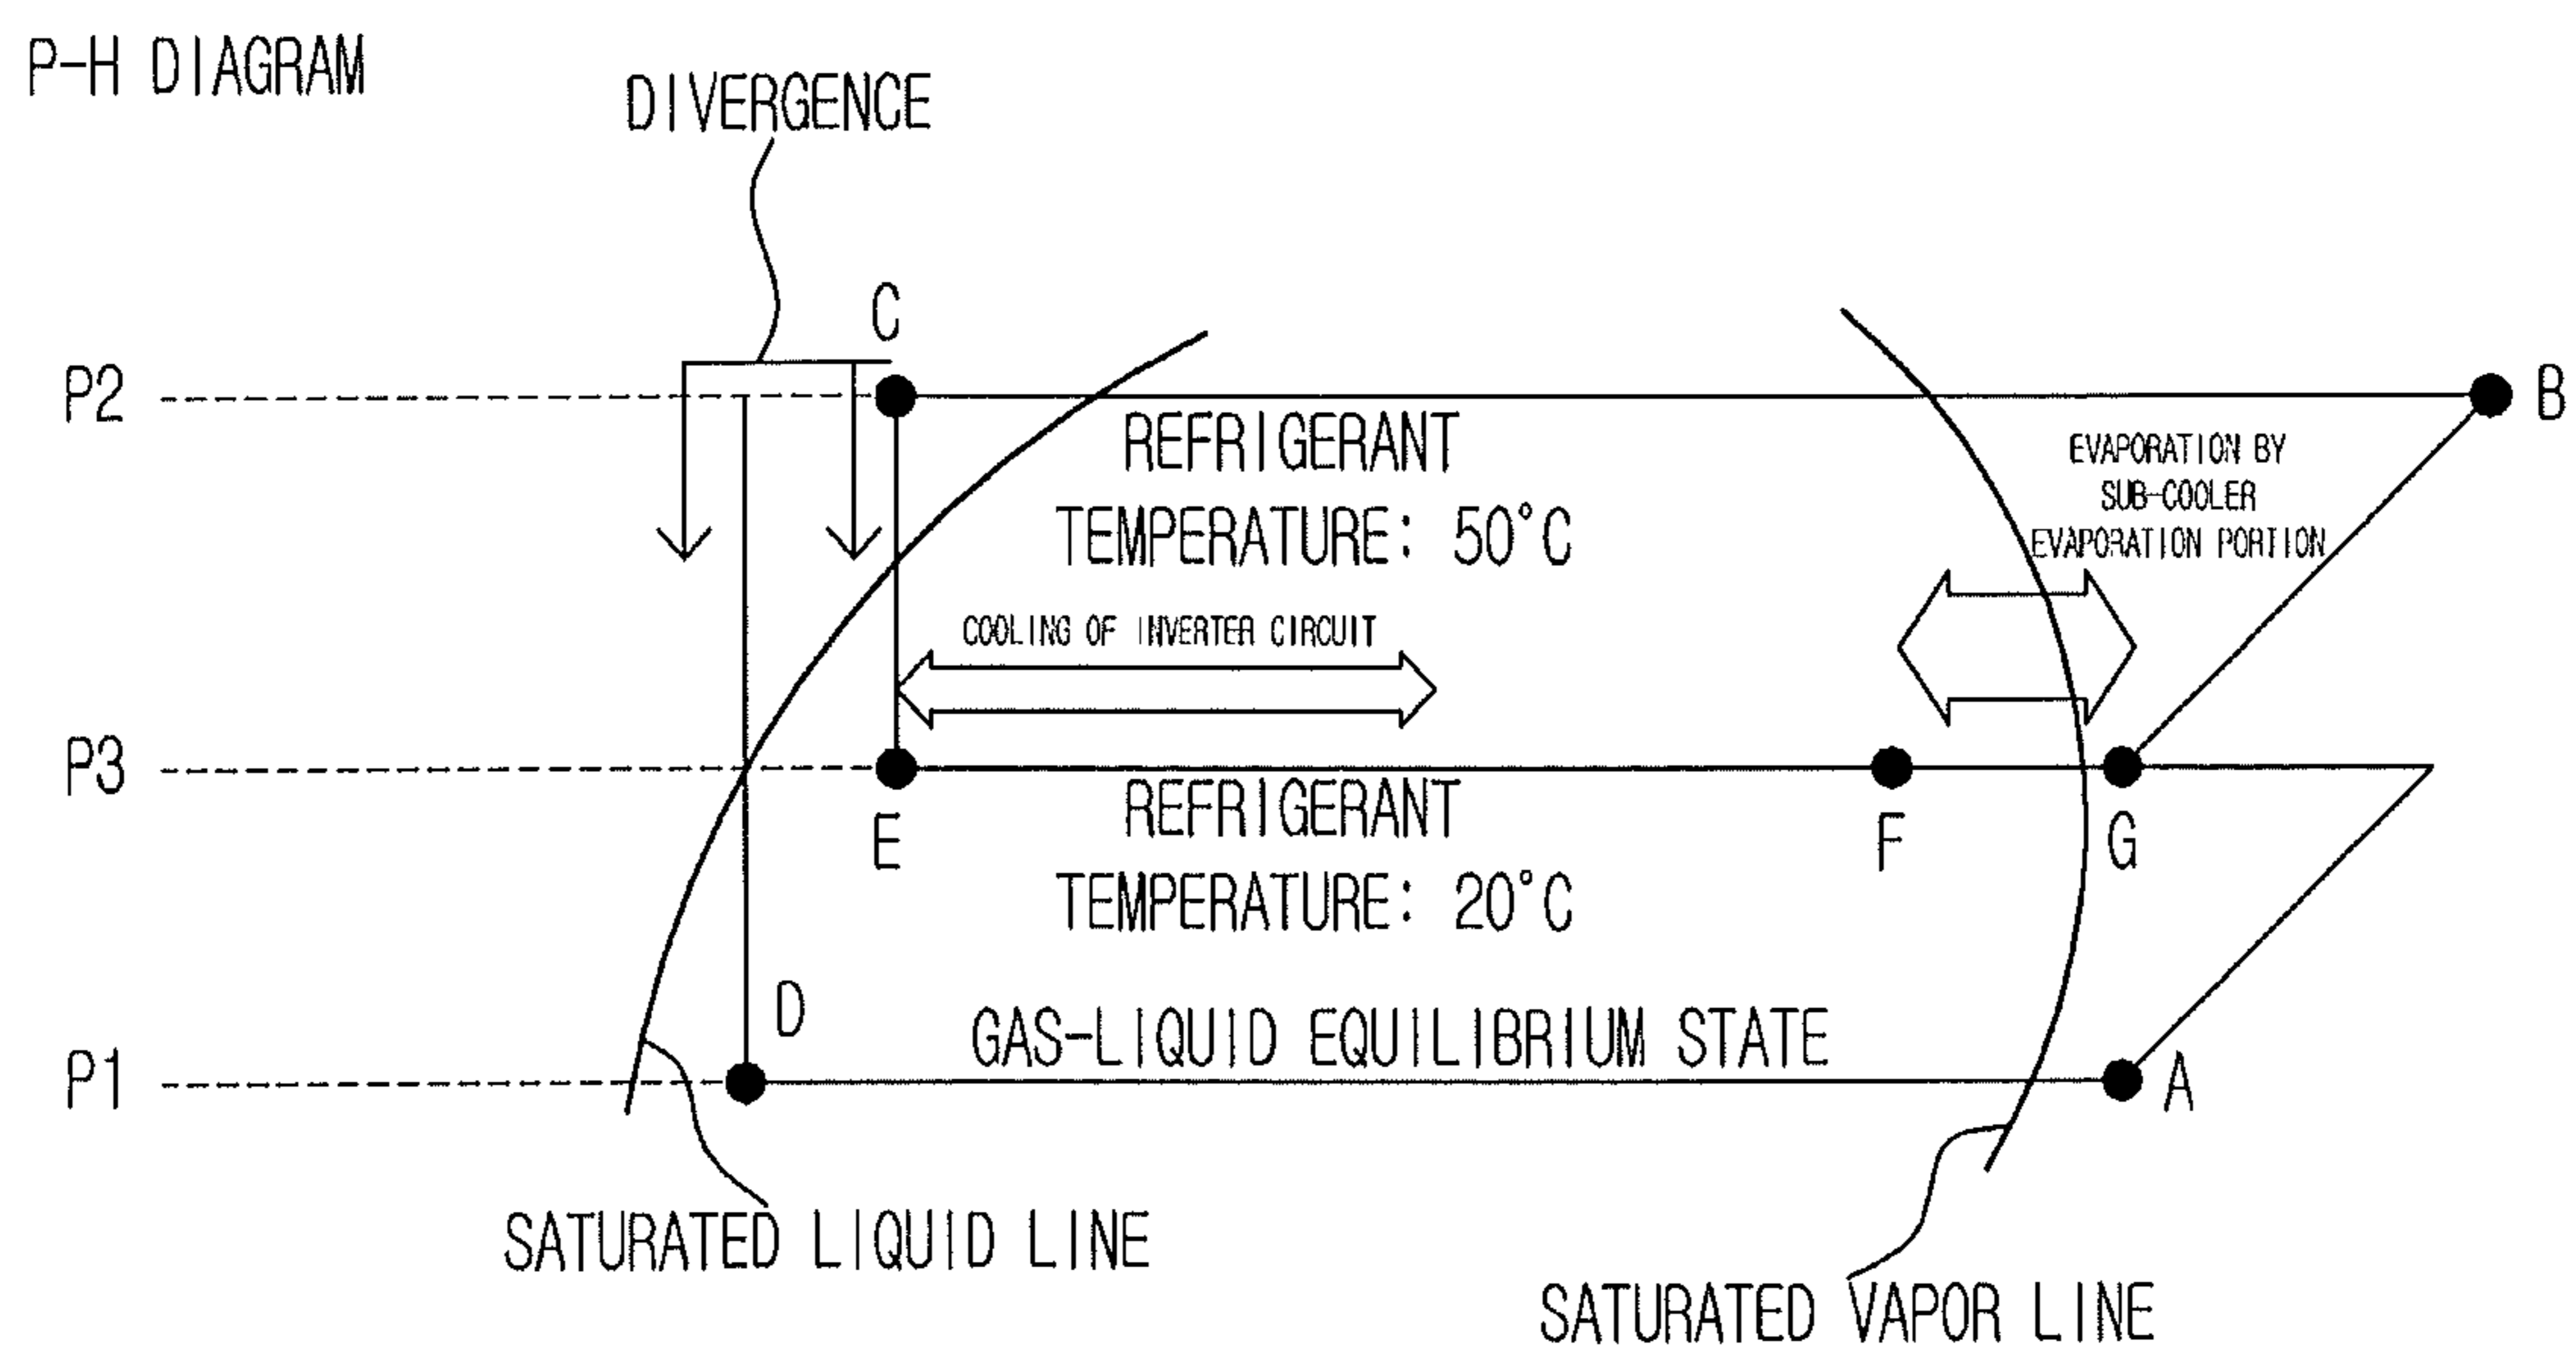 P-H DIAGRAM
DIVERGENCE
C
P2
B
REFRIGERANT
TEMPERATURE: 50°C
EVAPORATION BY
SUB-COOLER
EVAPORATION PORTION
COOLING OF INVERTER CIRCUIT
P3
E
F
G
REFRIGERANT
TEMPERATURE: 20°C
D
GAS-LIQUID EQUILIBRIUM STATE
P1
A
SATURATED LIQUID LINE
SATURATED VAPOR LINE